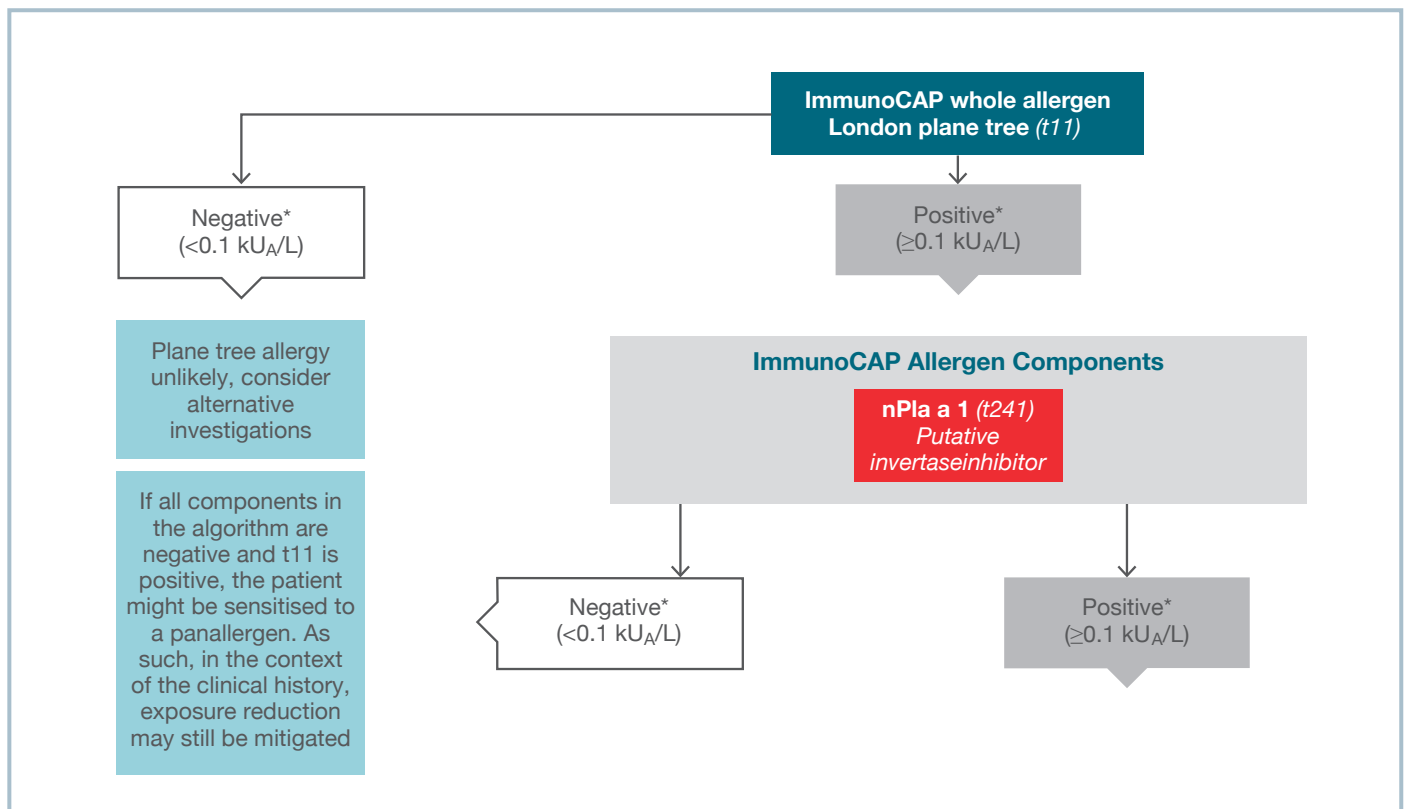 ImmunoCAP whole allergen
London plane tree (t11)
Negative*
(<0.1 kUA/L)
Positive*
(≥0.1 kUA/L)
Plane tree allergy
unlikely, consider
alternative
investigations
ImmunoCAP Allergen Components
nPla a 1 (t241)
Putative
invertaseinhibitor
If all components in
the algorithm are
negative and t11 is
positive, the patient
might be sensitised to
a panallergen. As
such, in the context
of the clinical history,
exposure reduction
may still be mitigated
Negative*
(<0.1 kUA/L)
Positive*
(≥0.1 kUA/L)